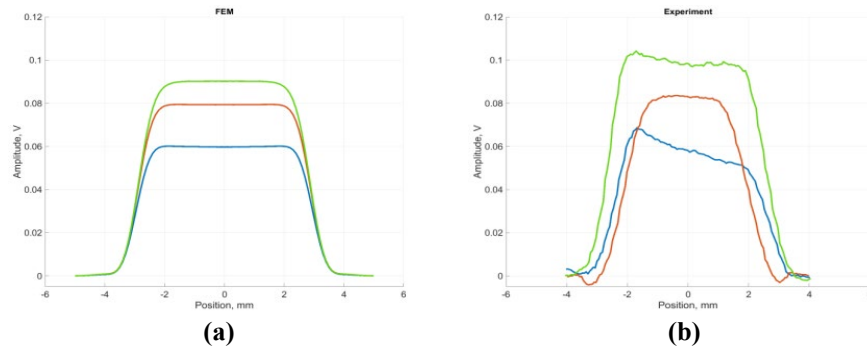 FEM
0.12
0.1
0.08
0.06
0.04
0.02
0
Amplitude, V
-6 -4 -2 0 2 4 6
Position, mm
(a)
Experiment
0.12
0.1
0.08
0.06
0.04
0.02
0
Amplitude, V
-6 -4 -2 0 2 4 6
Position, mm
(b)